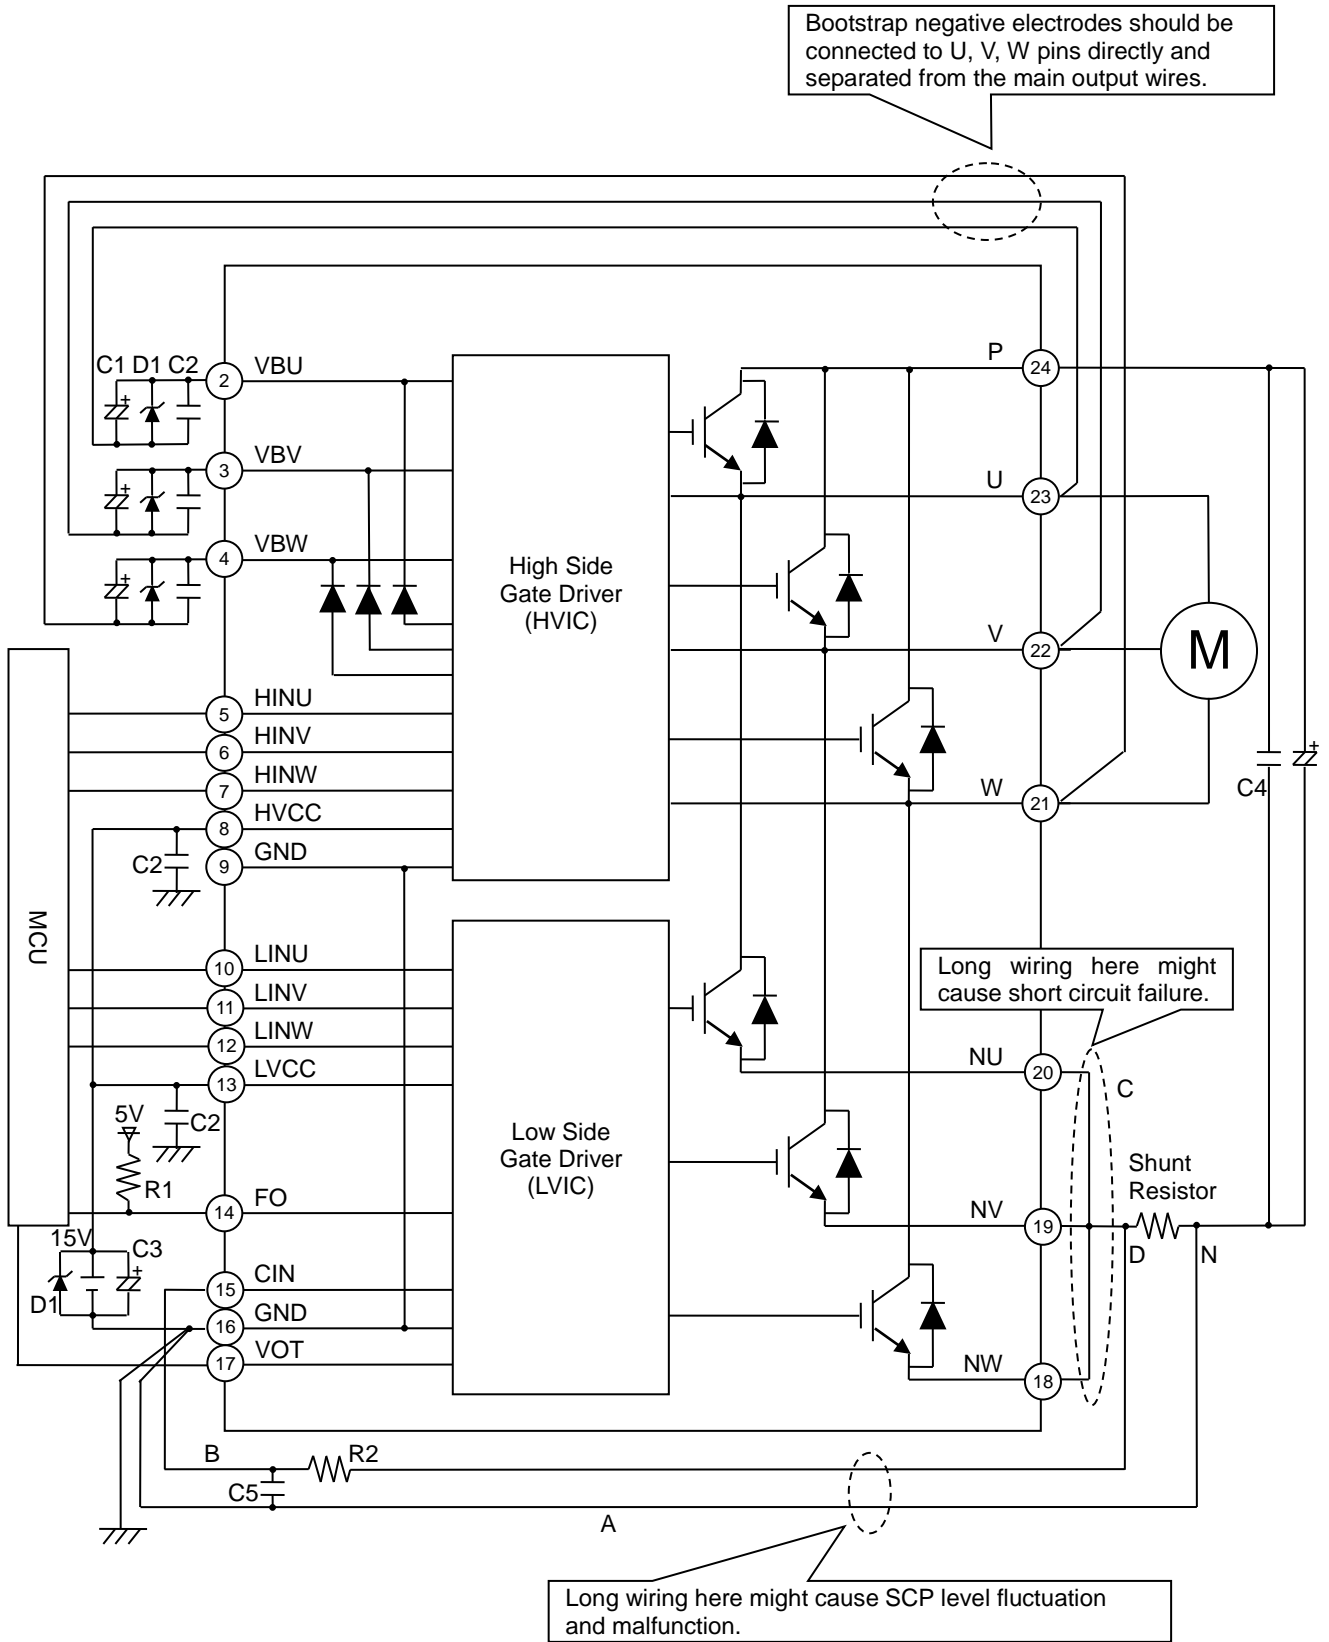 Bootstrap negative electrodes should be
connected to U, V, W pins directly and
separated from the main output wires.
C1 D1 C2
+
2
VBU
P
24
3
VBV
+
U
23
4
VBW
+
High Side
Gate Driver
(HVIC)
V
22
M
MCU
5
HINU
6
HINV
7
HINW
W
21
C4
+
8
HVCC
C2
9
GND
10
LINU
11
LINV
12
LINW
13
LVCC
C2
5V
R1
14
FO
Low Side
Gate Driver
(LVIC)
Long wiring here might
cause short circuit failure.
NU
20
C
Shunt
Resistor
NV
19
D
N
15V
C3
+
D1
15
CIN
16
GND
17
VOT
NW
18
B
R2
C5
A
Long wiring here might cause SCP level fluctuation
and malfunction.